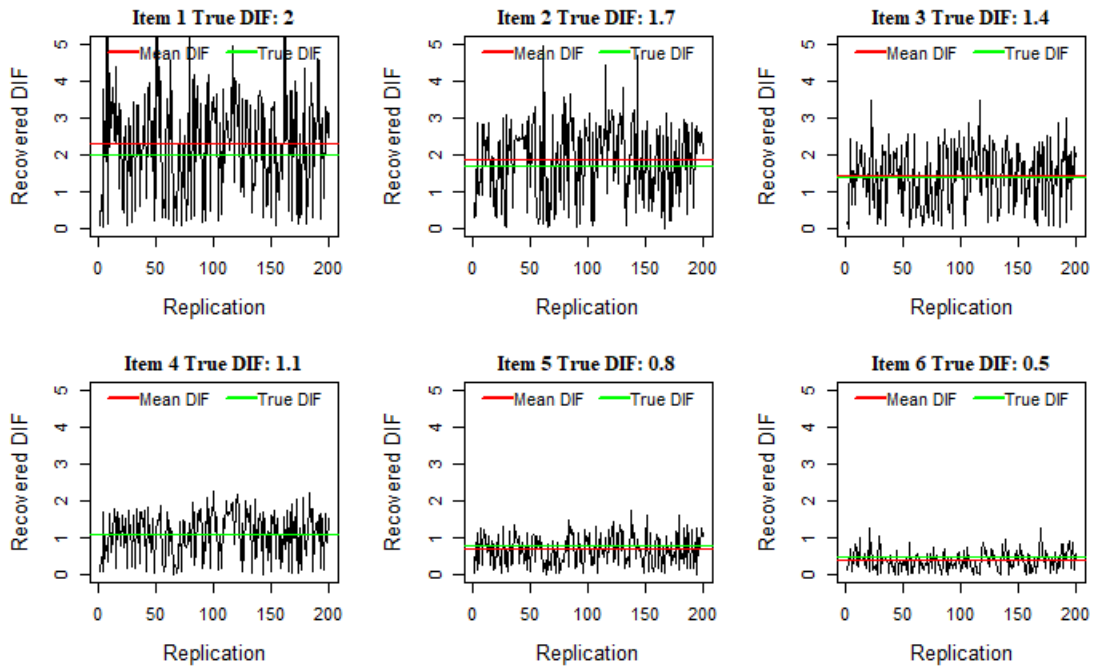 Item 1 True DIF: 2
Recovered DIF
5
4
3
2
1
0
Mean DIF
True DIF
0 50 100 150 200
Replication
Item 2 True DIF: 1.7
Recovered DIF
5
4
3
2
1
0
Mean DIF
True DIF
0 50 100 150 200
Replication
Item 3 True DIF: 1.4
Recovered DIF
5
4
3
2
1
0
Mean DIF
True DIF
0 50 100 150 200
Replication
Item 4 True DIF: 1.1
Recovered DIF
5
4
3
2
1
0
Mean DIF
True DIF
0 50 100 150 200
Replication
Item 5 True DIF: 0.8
Recovered DIF
5
4
3
2
1
0
Mean DIF
True DIF
0 50 100 150 200
Replication
Item 6 True DIF: 0.5
Recovered DIF
5
4
3
2
1
0
Mean DIF
True DIF
0 50 100 150 200
Replication